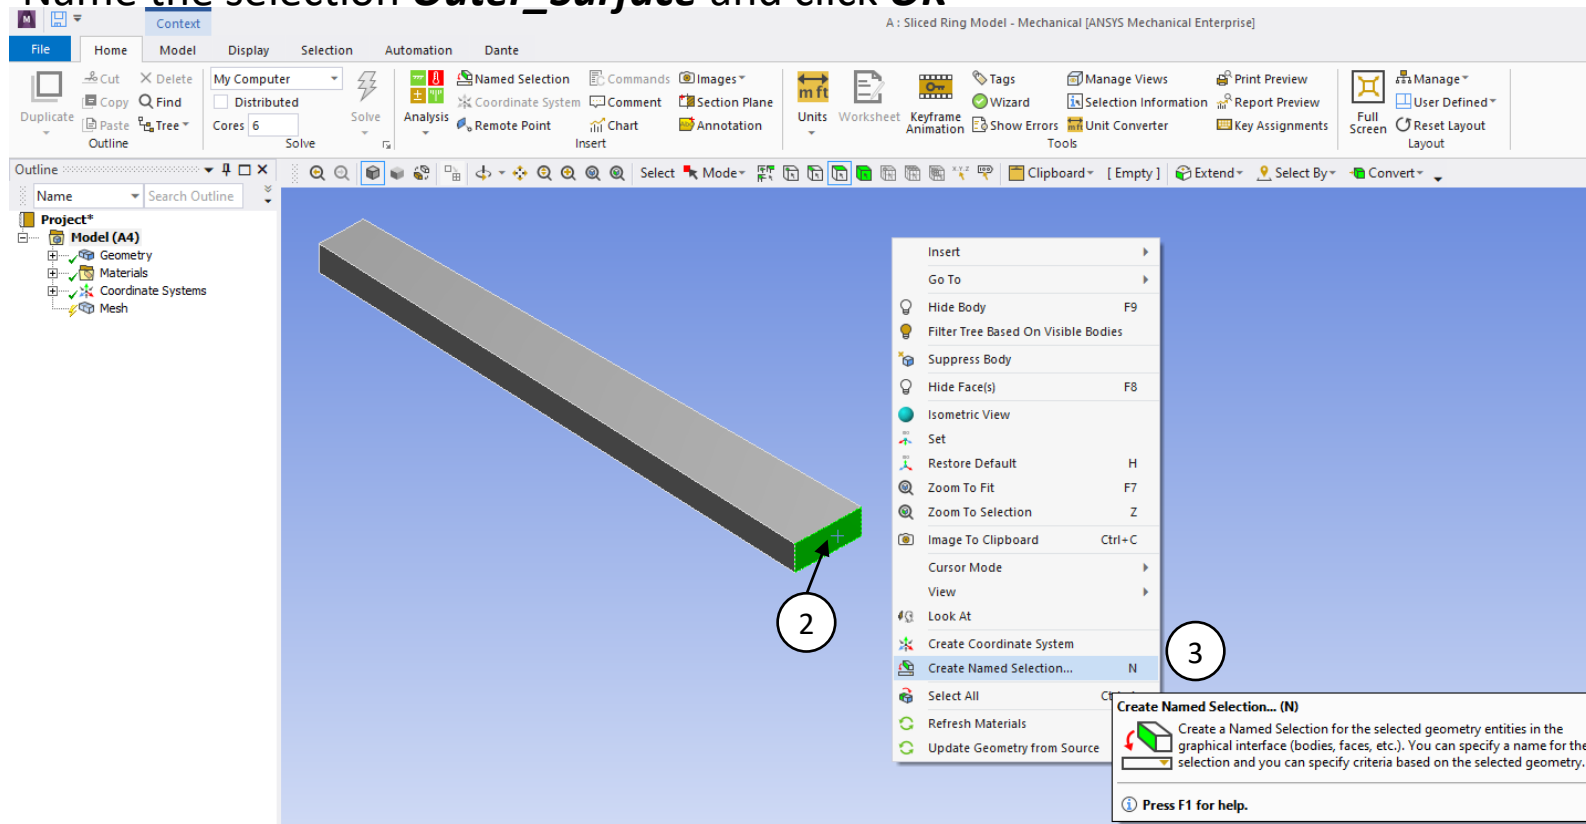 Name the selection Outer_Surface and click OK
Context
A : Sliced Ring Model - Mechanical [ANSYS Mechanical Enterprise]
File Home Model Display Selection Automation Dante
Duplicate
Cut
Copy
Paste
Delete
Find
Tree
Outline
My Computer
Distributed
Cores 6
Solve
Solve
Analysis
Named Selection
Coordinate System
Remote Point
Commands
Comment
Chart
Images
Section Plane
Annotation
Insert
Units
Worksheet
Keyframe
Animation
Tags
Wizard
Show Errors
Manage Views
Selection Information
Unit Converter
Print Preview
Report Preview
Key Assignments
Tools
Full
Screen
Manage
User Defined
Reset Layout
Layout
Outline
Select Mode Clipboard [ Empty ] Extend Select By Convert
Name Search Outline
Project*
Model (A4)
Geometry
Materials
Coordinate Systems
Mesh
2
Insert
Go To
Hide Body F9
Filter Tree Based On Visible Bodies
Suppress Body
Hide Face(s) F8
Isometric View
Set
Restore Default H
Zoom To Fit F7
Zoom To Selection Z
Image To Clipboard Ctrl+C
Cursor Mode
View
Look At
Create Coordinate System
Create Named Selection... N
Select All
Refresh Materials
Update Geometry from Source
3
Create Named Selection... (N)
Create a Named Selection for the selected geometry entities in the
graphical interface (bodies, faces, etc.). You can specify a name for the
selection and you can specify criteria based on the selected geometry.
Press F1 for help.